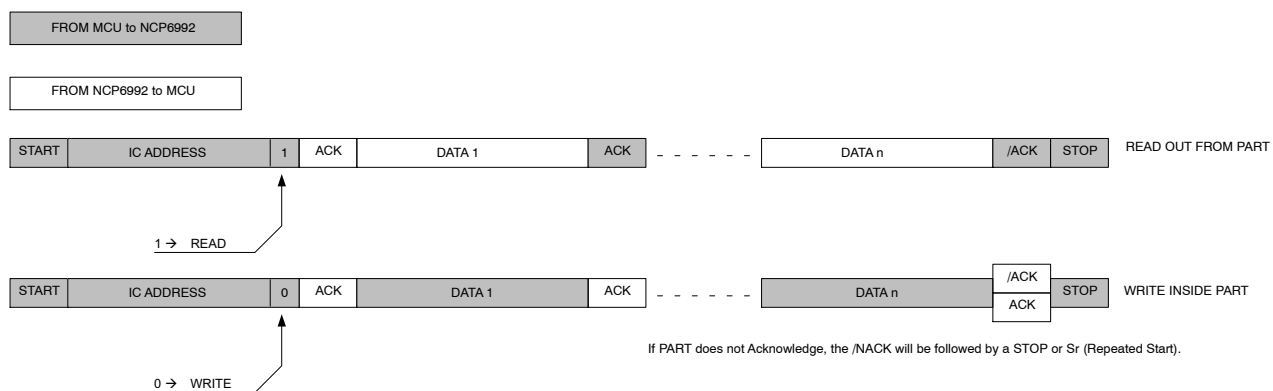 FROM MCU to NCP6992
FROM NCP6992 to MCU
START IC ADDRESS 1 ACK DATA 1 ACK DATA n /ACK STOP READ OUT FROM PART
1 → READ
START IC ADDRESS 0 ACK DATA 1 ACK DATA n /ACK STOP WRITE INSIDE PART
ACK
If PART does not Acknowledge, the /NACK will be followed by a STOP or Sr (Repeated Start).
0 → WRITE